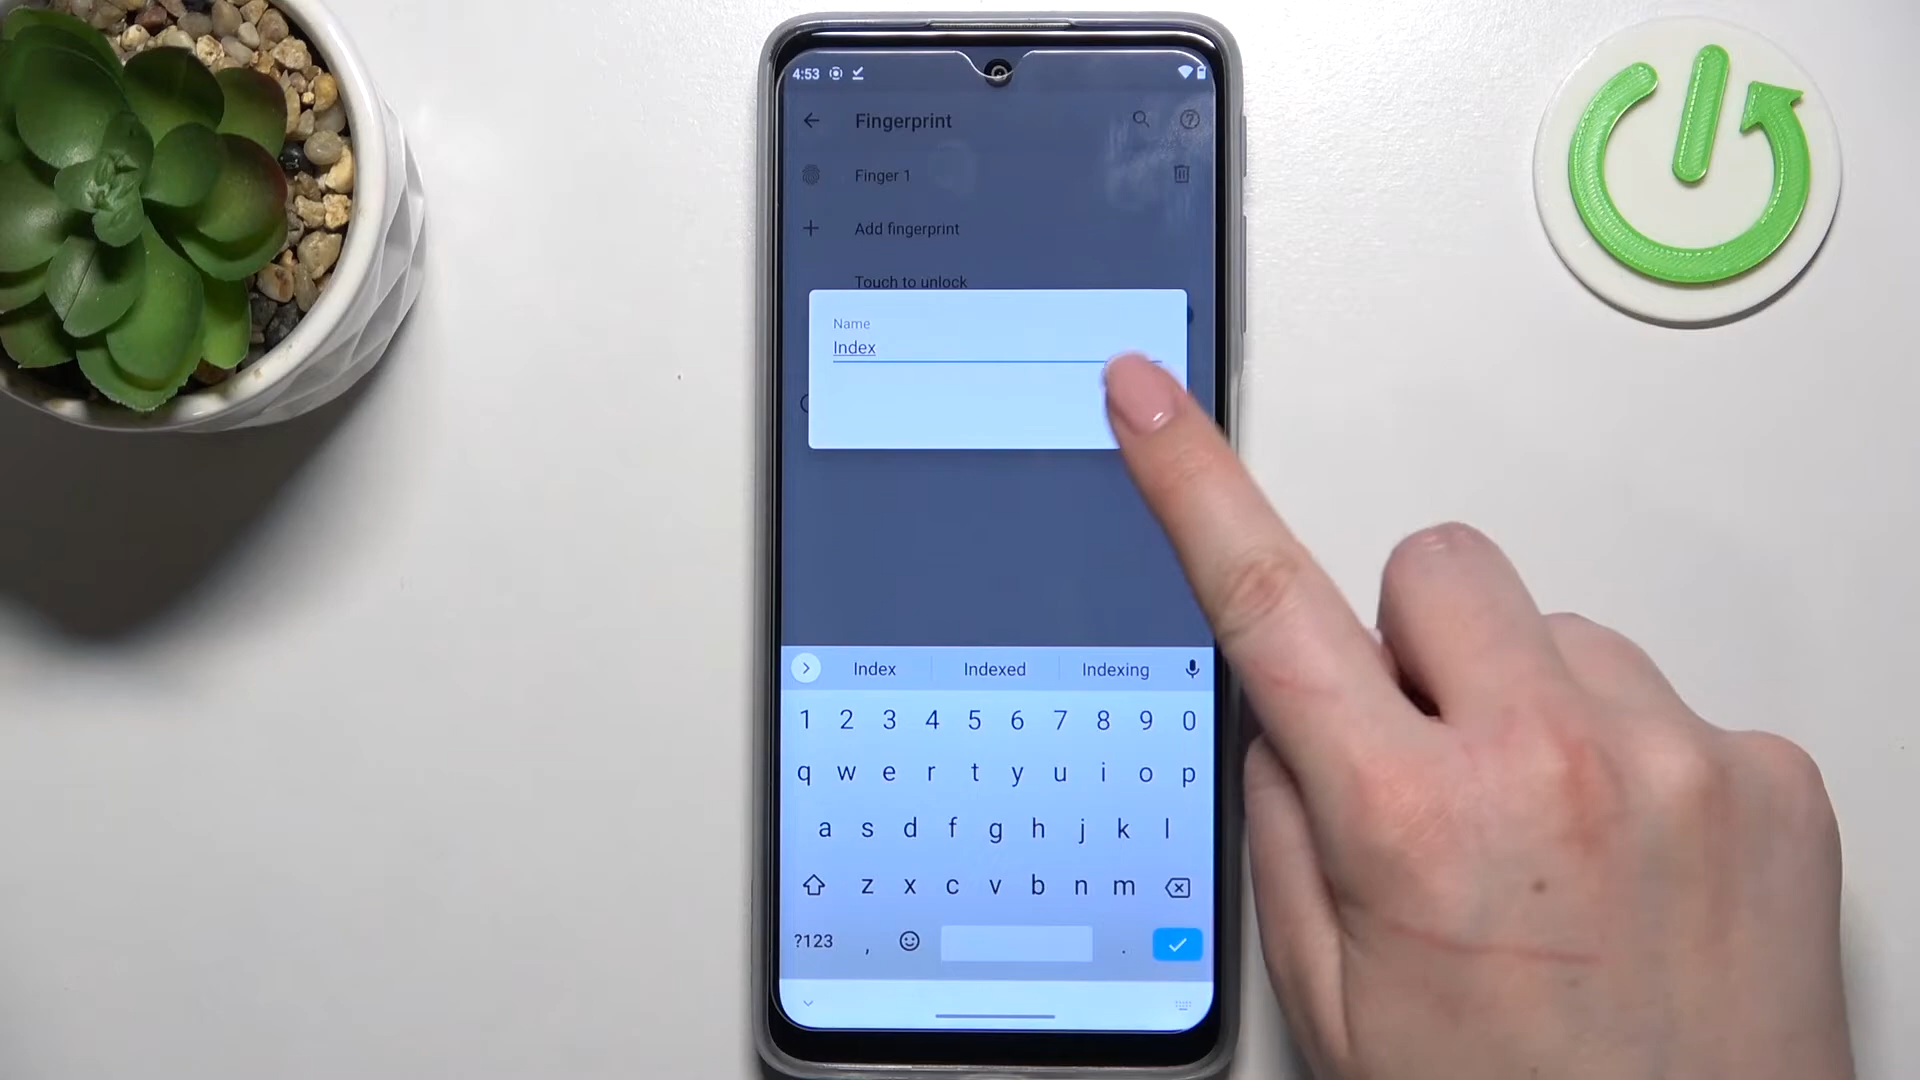 4:53
Fingerprint
Finger 1
Add fingerprint
Touch to unlock
Name
Index
Index Indexed Indexing
1 2 3 4 5 6 7 8 9 0
q w e r t y u i o p
a s d f g h j k l
z x c v b n m
?123 , .